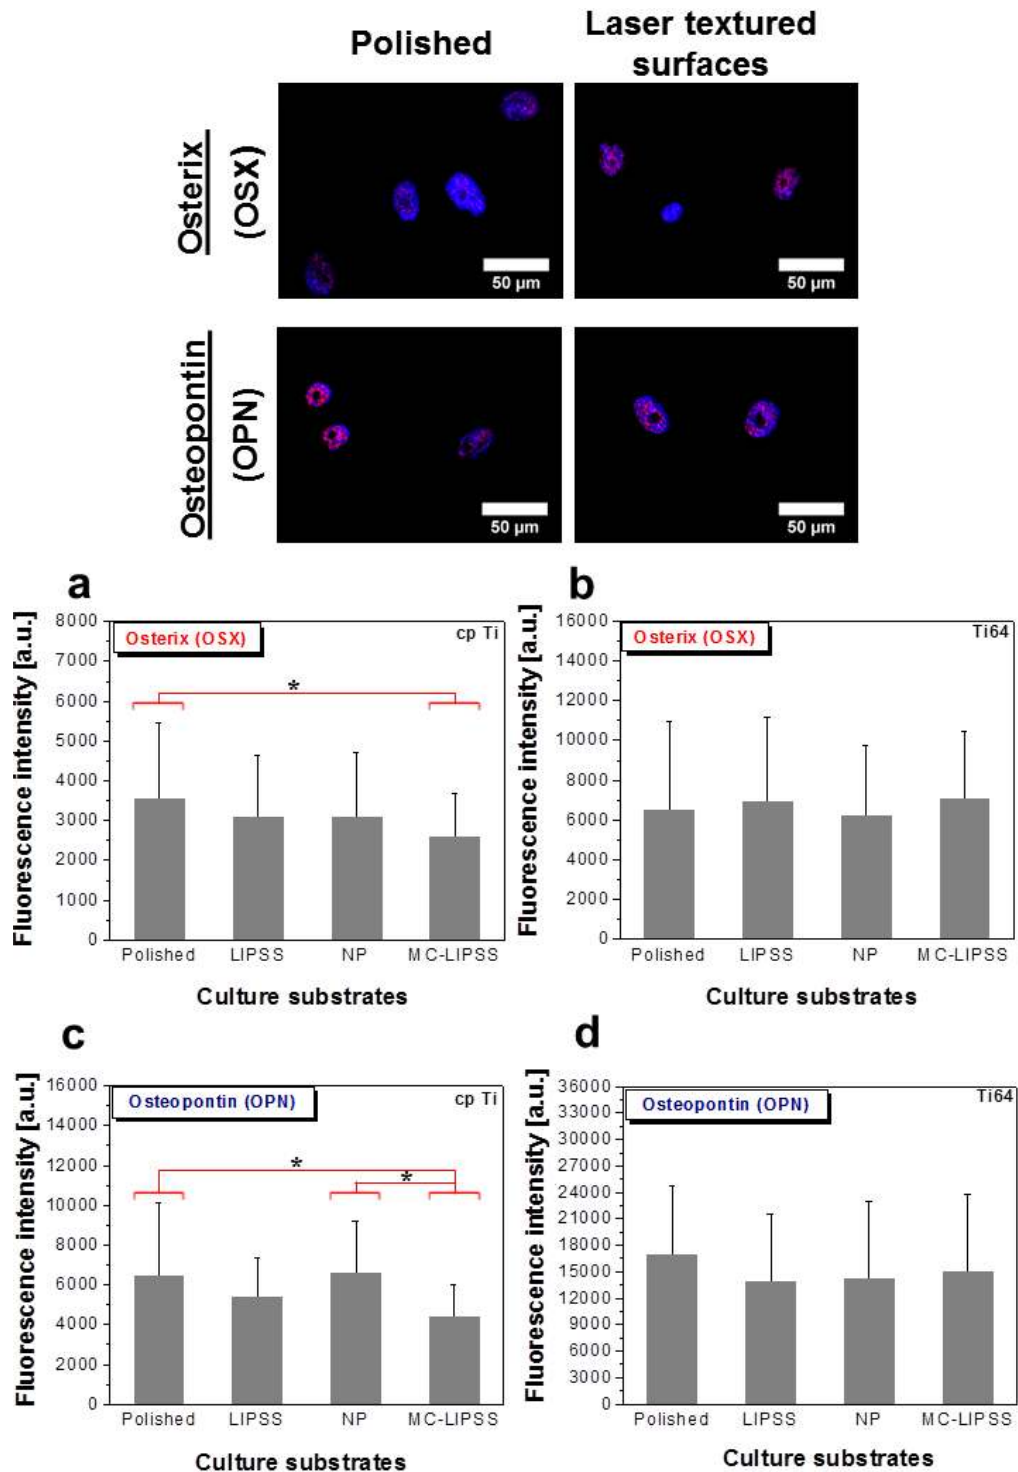 Polished
Laser textured
surfaces
Osterix
(OSX)
50 µm
50 µm
Osteopontin
(OPN)
50 µm
50 µm
a
Fluorescence intensity [a.u.]
8000
7000
6000
5000
4000
3000
2000
1000
0
Osterix (OSX)
cp Ti
*
Polished LIPSS NP MC-LIPSS
Culture substrates
b
Fluorescence intensity [a.u.]
16000
14000
12000
10000
8000
6000
4000
2000
0
Osterix (OSX)
Ti64
Polished LIPSS NP MC-LIPSS
Culture substrates
c
Fluorescence intensity [a.u.]
16000
14000
12000
10000
8000
6000
4000
2000
0
Osteopontin (OPN)
cp Ti
*
*
Polished LIPSS NP MC-LIPSS
Culture substrates
d
Fluorescence intensity [a.u.]
36000
33000
30000
27000
24000
21000
18000
15000
12000
9000
6000
3000
0
Osteopontin (OPN)
Ti64
Polished LIPSS NP MC-LIPSS
Culture substrates